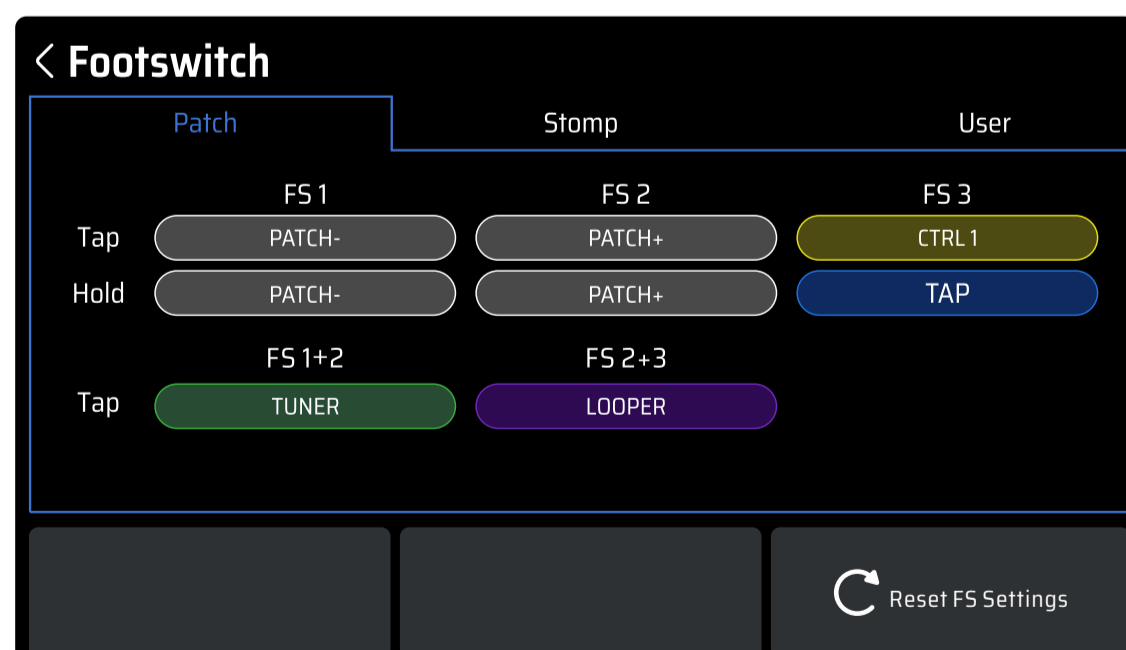 Footswitch
Patch Stomp User
FS 1 FS 2 FS 3
Tap PATCH- PATCH+ CTRL 1
Hold PATCH- PATCH+ TAP
FS 1+2 FS 2+3
Tap TUNER LOOPER
Reset FS Settings